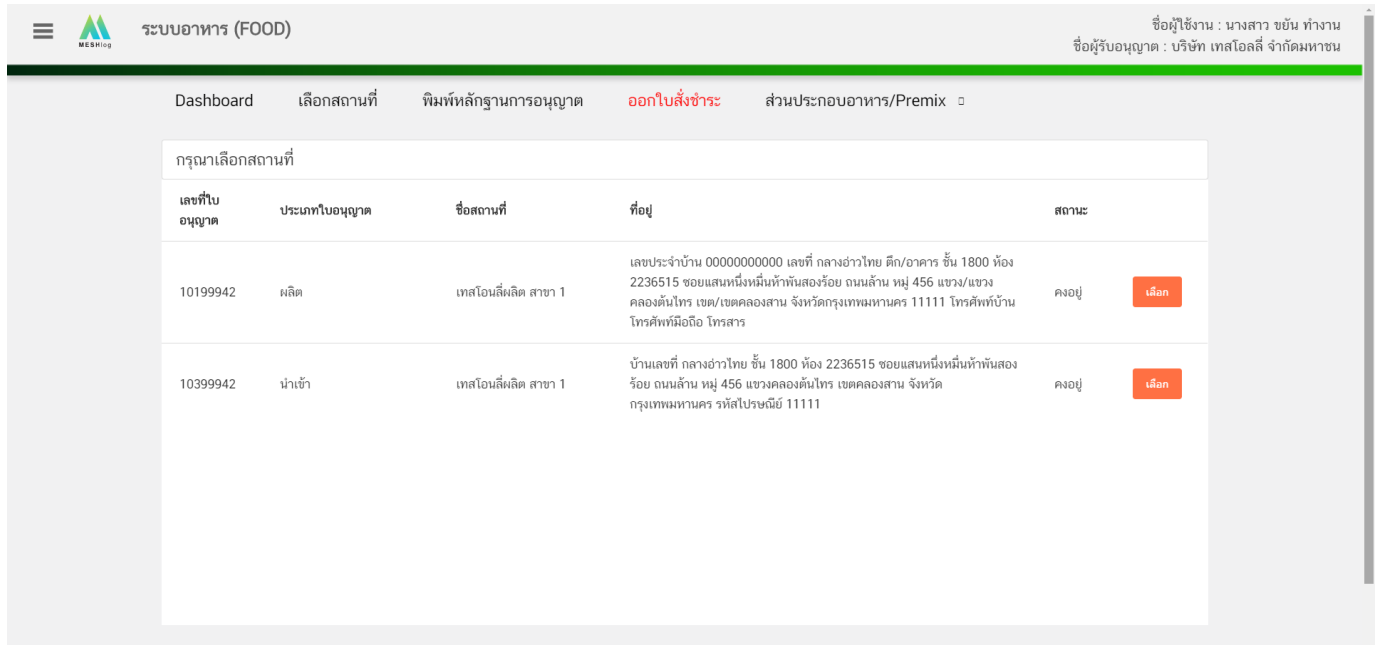 MESHlog
ระบบอาหาร (FOOD)
ชื่อผู้ใช้งาน : นางสาว ขยัน ทำงาน
ชื่อผู้รับอนุญาต : บริษัท เทสโอลลี่ จำกัดมหาชน
Dashboard เลือกสถานที่ พิมพ์หลักฐานการอนุญาต ออกใบสั่งชำระ ส่วนประกอบอาหาร/Premix
กรุณาเลือกสถานที่
เลขที่ใบ
อนุญาต
ประเภทใบอนุญาต ชื่อสถานที่ ที่อยู่ สถานะ
10199942 ผลิต เทสโอนลี่ผลิต สาขา 1
เลขประจำบ้าน 00000000000 เลขที่ กลางอ่าวไทย ตึก/อาคาร ชั้น 1800 ห้อง
2236515 ซอยแสนหนึ่งหมื่นห้าพันสองร้อย ถนนล้าน หมู่ 456 แขวง/แขวง
คลองต้นไทร เขต/เขตคลองสาน จังหวัดกรุงเทพมหานคร 11111 โทรศัพท์บ้าน
โทรศัพท์มือถือ โทรสาร
คงอยู่ เลือก
10399942 นำเข้า เทสโอนลี่ผลิต สาขา 1
บ้านเลขที่ กลางอ่าวไทย ชั้น 1800 ห้อง 2236515 ซอยแสนหนึ่งหมื่นห้าพันสอง
ร้อย ถนนล้าน หมู่ 456 แขวงคลองต้นไทร เขตคลองสาน จังหวัด
กรุงเทพมหานคร รหัสไปรษณีย์ 11111
คงอยู่ เลือก